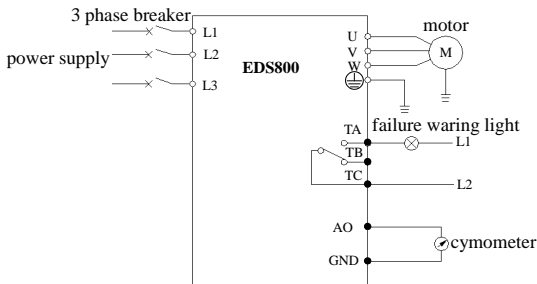 3 phase breaker
L1
power supply
L2
L3
EDS800
U
V
W
motor
M
failure waring light
TA
L1
TB
TC
L2
AO
cymometer
GND